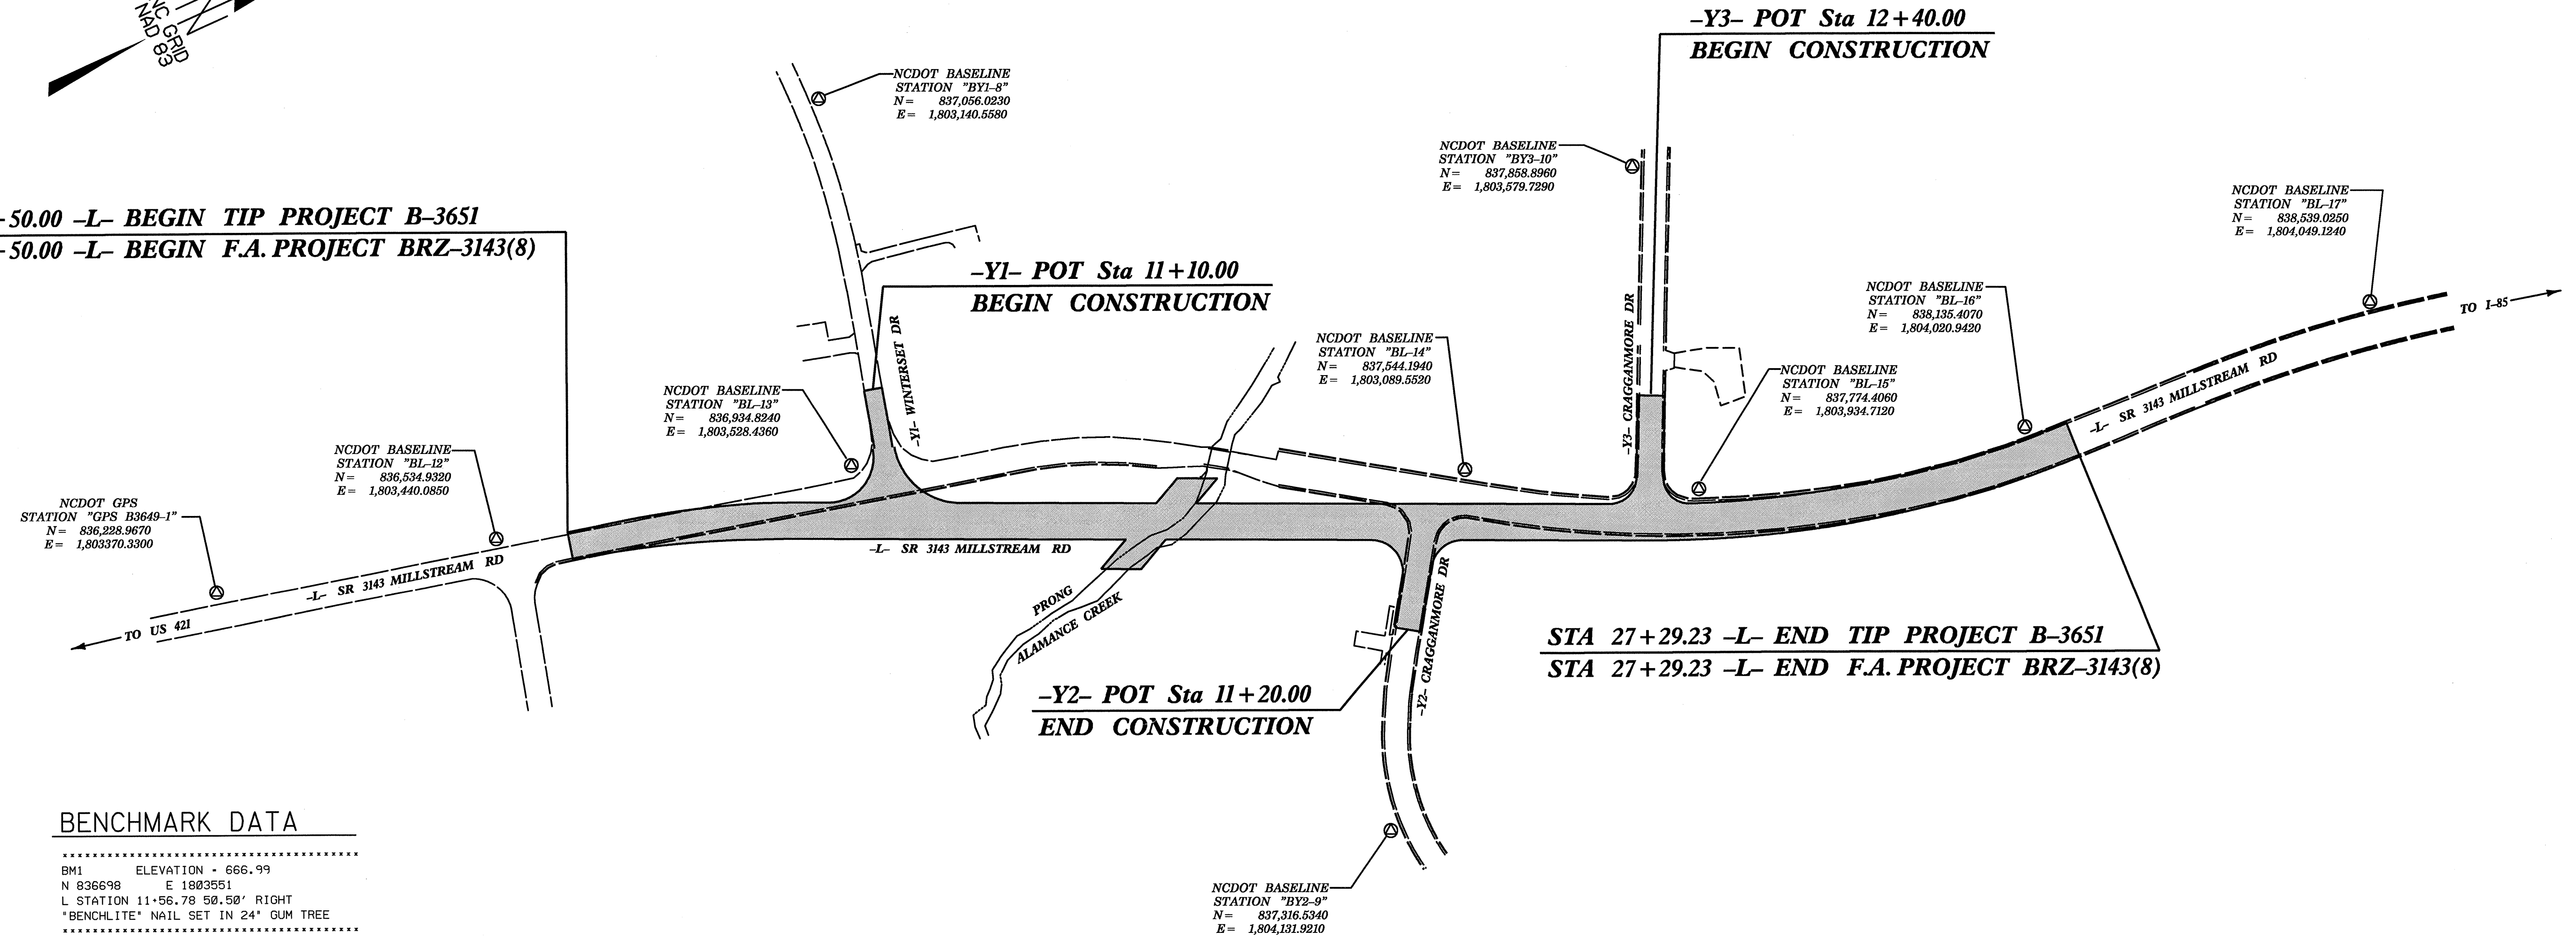 NC GRID
NAD 83
-Y3- POT Sta 12+40.00
BEGIN CONSTRUCTION
NCDOT BASELINE
STATION "BY1-8"
N= 837,056.0230
E= 1,803,140.5580
NCDOT BASELINE
STATION "BY3-10"
N= 837,858.8960
E= 1,803,579.7290
NCDOT BASELINE
STATION "BL-17"
N= 838,539.0250
E= 1,804,049.1240
+50.00 -L- BEGIN TIP PROJECT B-3651
+50.00 -L- BEGIN F.A. PROJECT BRZ-3143(8)
-Y1- POT Sta 11+10.00
BEGIN CONSTRUCTION
NCDOT BASELINE
STATION "BL-16"
N= 838,135.4070
E= 1,804,020.9420
TO I-85
-Y1- WINTERSET DR
-Y3- CRAGGANMORE DR
NCDOT BASELINE
STATION "BL-14"
N= 837,544.1940
E= 1,803,089.5520
-L- SR 3143 MILLSTREAM RD
NCDOT BASELINE
STATION "BL-15"
N= 837,774.4060
E= 1,803,934.7120
NCDOT BASELINE
STATION "BL-13"
N= 836,934.8240
E= 1,803,528.4360
NCDOT BASELINE
STATION "BL-12"
N= 836,534.9320
E= 1,803,440.0850
NCDOT GPS
STATION "GPS B3649-1"
N= 836,228.9670
E= 1,803370.3300
-L- SR 3143 MILLSTREAM RD
-L- SR 3143 MILLSTREAM RD
TO US 421
PRONG
ALAMANCE CREEK
-Y2- CRAGGANMORE DR
STA 27+29.23 -L- END TIP PROJECT B-3651
STA 27+29.23 -L- END F.A. PROJECT BRZ-3143(8)
-Y2- POT Sta 11+20.00
END CONSTRUCTION
NCDOT BASELINE
STATION "BY2-9"
N= 837,316.5340
E= 1,804,131.9210
BENCHMARK DATA
BM1 ELEVATION = 666.99
N 836698 E 1803551
L STATION 11+56.78 50.50' RIGHT
"BENCHLITE" NAIL SET IN 24" GUM TREE